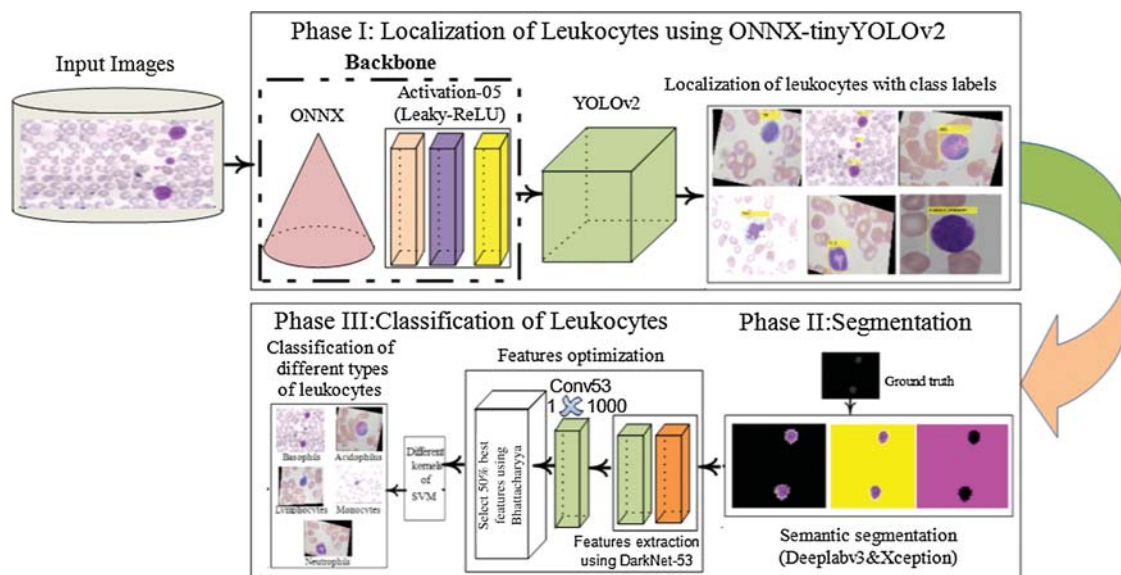 Phase I: Localization of Leukocytes using ONNX-tinyYOLOv2
Input Images
Backbone
ONNX
Activation-05
(Leaky-ReLU)
YOLOv2
Localization of leukocytes with class labels
Phase III:Classification of Leukocytes
Classification of
different types
of leukocytes
Basophils
Acidophilus
Lymphocytes
Monocytes
Neutrophils
Different
kernels
of
SVM
Features optimization
Select 50% best
features using
Bhattacharyya
Conv53
1 X 1000
Features extraction
using DarkNet-53
Phase II:Segmentation
Ground truth
Semantic segmentation
(Deeplabv3&Xception)